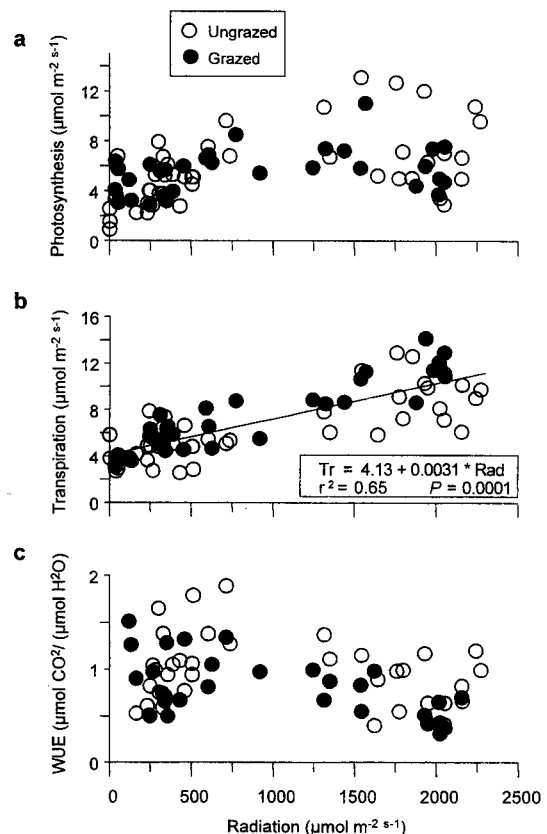 Ungrazed
Grazed
a
Photosynthesis (µmol m⁻² s⁻¹)
12
8
4
0
b
Transpiration (µmol m⁻² s⁻¹)
16
12
8
4
0
Tr = 4.13 + 0.0031 * Rad
r² = 0.65 P = 0.0001
c
WUE (µmol CO²/ (µmol H²O)
2
1
0
0 500 1000 1500 2000 2500
Radiation (µmol m⁻² s⁻¹)